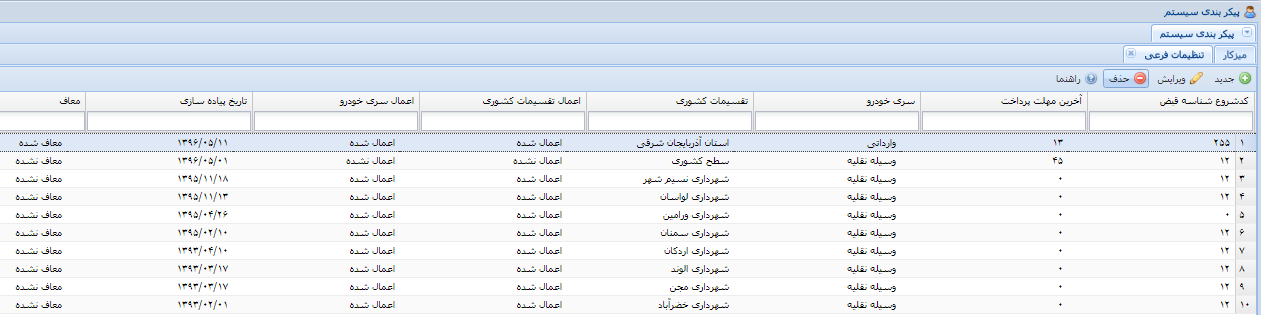 پیکر بندی سیستم
پیکر بندی سیستم
میزکار تنظیمات فرعی
جدید ویرایش حذف راهنما
کدشروع شناسه قبض آخرین مهلت پرداخت سری خودرو تقسیمات کشوری اعمال تقسیمات کشوری اعمال سری خودرو تاریخ پیاده سازی معاف
۱ ۲۵۵ ۱۳ وارداتی استان آذربایجان شرقی اعمال شده اعمال شده ۱۳۹۶/۰۵/۱۱ معاف شده
۲ ۱۲ ۴۵ وسیله نقلیه سطح کشوری اعمال نشده اعمال نشده ۱۳۹۶/۰۵/۰۱ معاف نشده
۳ ۱۲ ۰ وسیله نقلیه شهرداری نسیم شهر اعمال شده اعمال شده ۱۳۹۵/۱۱/۱۸ معاف نشده
۴ ۱۲ ۰ وسیله نقلیه شهرداری لواسان اعمال شده اعمال شده ۱۳۹۵/۱۱/۱۳ معاف نشده
۵ ۰ ۰ وسیله نقلیه شهرداری ورامین اعمال شده اعمال شده ۱۳۹۵/۰۴/۲۶ معاف نشده
۶ ۱۲ ۰ وسیله نقلیه شهرداری سمنان اعمال شده اعمال شده ۱۳۹۵/۰۲/۱۰ معاف نشده
۷ ۱۲ ۰ وسیله نقلیه شهرداری اردکان اعمال شده اعمال شده ۱۳۹۳/۰۴/۱۰ معاف نشده
۸ ۱۲ ۰ وسیله نقلیه شهرداری الوند اعمال شده اعمال شده ۱۳۹۳/۰۳/۱۷ معاف نشده
۹ ۱۲ ۰ وسیله نقلیه شهرداری مجن اعمال شده اعمال شده ۱۳۹۳/۰۳/۱۷ معاف نشده
۱۰ ۱۲ ۰ وسیله نقلیه شهرداری خضرآباد اعمال شده اعمال شده ۱۳۹۳/۰۲/۰۱ معاف نشده